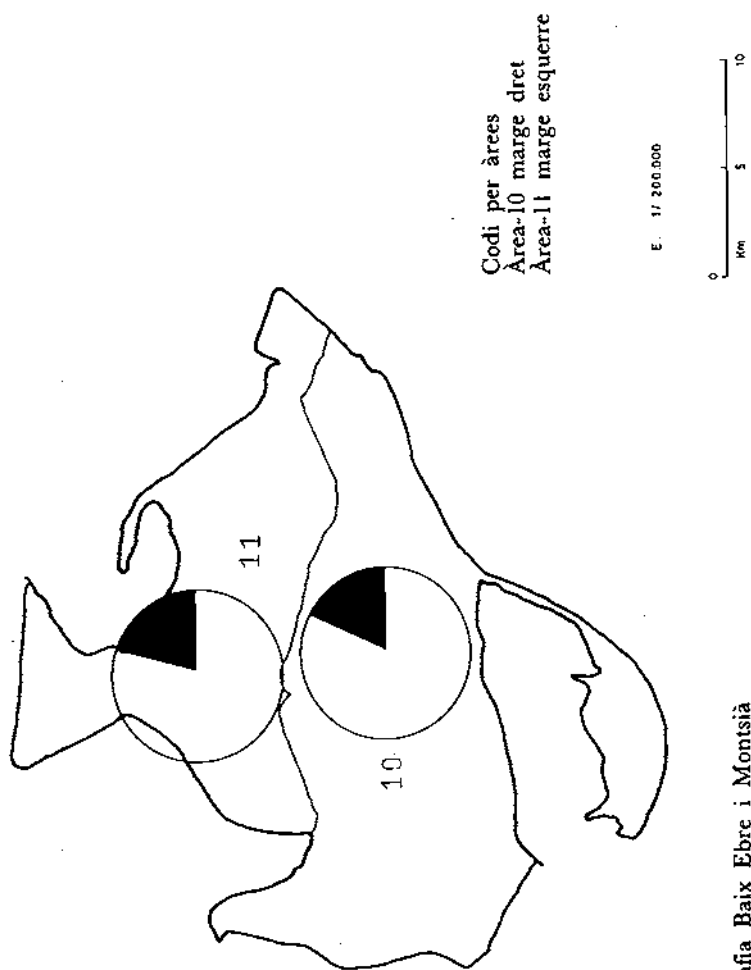 11
10
Codi per àrees
Àrea-10 marge dret
Àrea-11 marge esquerre
E. 1/ 200.000
0 5 10
Km
Baix Ebre i Montsià